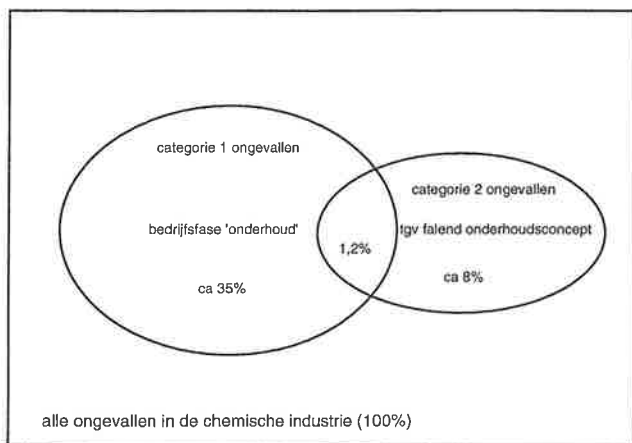 categorie 1 ongevallen
bedrijfsfase 'onderhoud'
ca 35%
1,2%
categorie 2 ongevallen
tgv falend onderhoudsconcept
ca 8%
alle ongevallen in de chemische industrie (100%)